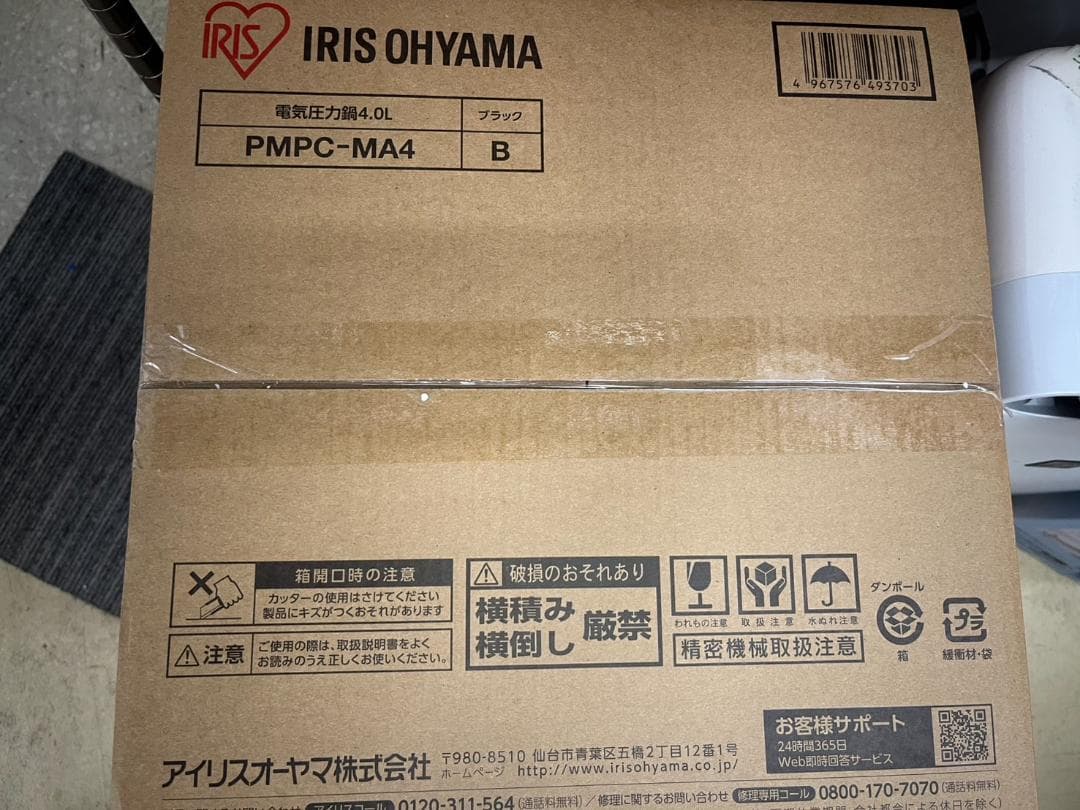 IRIS
IRIS OHYAMA
4 967576 493703
電気圧力鍋4.0L ブラック
PMPC-MA4 B
箱開口時の注意
カッターの使用はさけてください
製品にキズがつくおそれがあります
注意
ご使用の際は、取扱説明書をよく
お読みのうえ正しくお使いください。
破損のおそれあり
横積み
横倒し
厳禁
われもの注意
取扱注意
水ぬれ注意
精密機械取扱注意
ダンボール
箱
プラ
緩衝材・袋
お客様サポート
24時間365日
Web即時回答サービス
アイリスオーヤマ株式会社
〒980-8510 仙台市青葉区五橋2丁目12番1号
ホームページ http://www.irisohyama.co.jp/
アイリスコール 0120-311-564(通話料無料)/修理に関するお問い合わせ 修理専用コール 0800-170-7070(通話料無料)